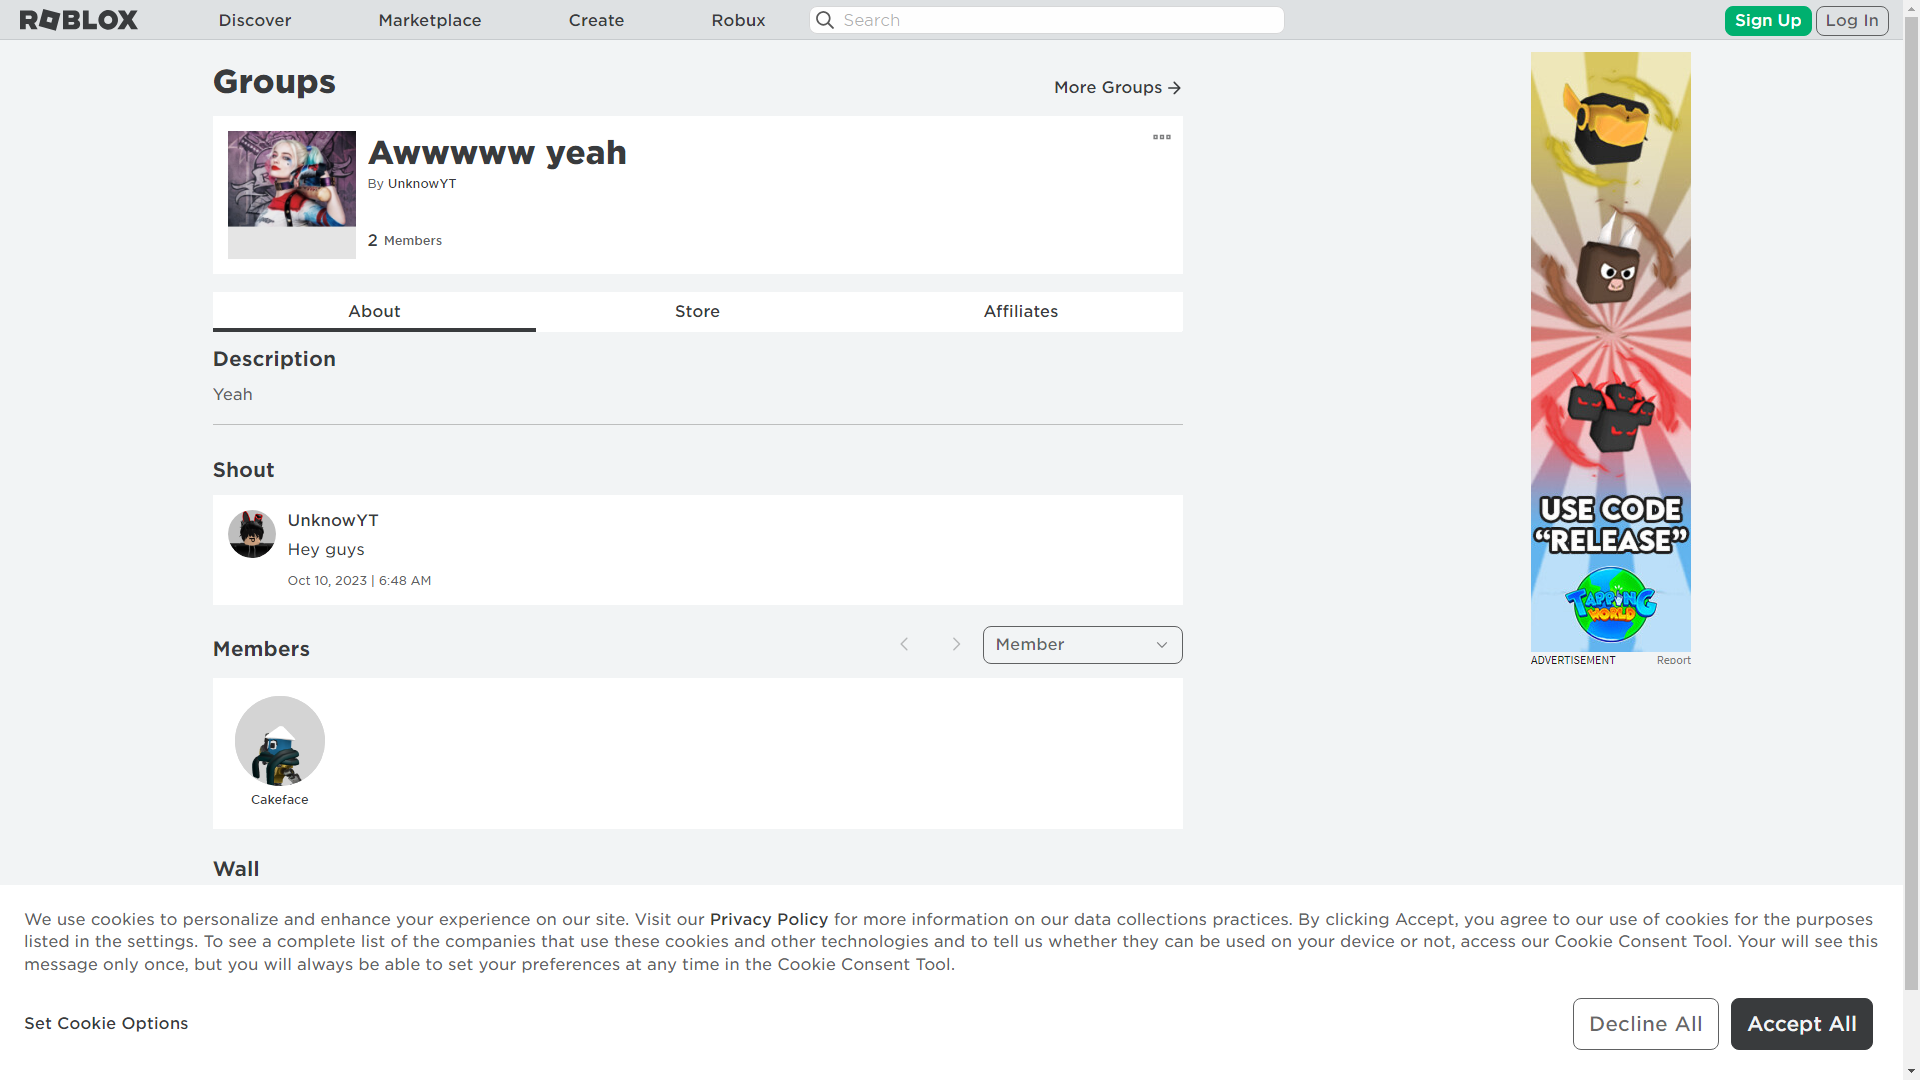 ROBLOX Discover Marketplace Create Robux Search Sign Up Log In
Groups
More Groups
Awwwww yeah
By UnknowYT
2 Members
About Store Affiliates
Description
Yeah
Shout
UnknowYT
Hey guys
Oct 10, 2023 | 6:48 AM
Members
Member
Cakeface
Wall
USE CODE
“RELEASE”
TAPPING
WORLD
ADVERTISEMENT Report
We use cookies to personalize and enhance your experience on our site. Visit our Privacy Policy for more information on our data collections practices. By clicking Accept, you agree to our use of cookies for the purposes
listed in the settings. To see a complete list of the companies that use these cookies and other technologies and to tell us whether they can be used on your device or not, access our Cookie Consent Tool. Your will see this
message only once, but you will always be able to set your preferences at any time in the Cookie Consent Tool.
Set Cookie Options
Decline All
Accept All